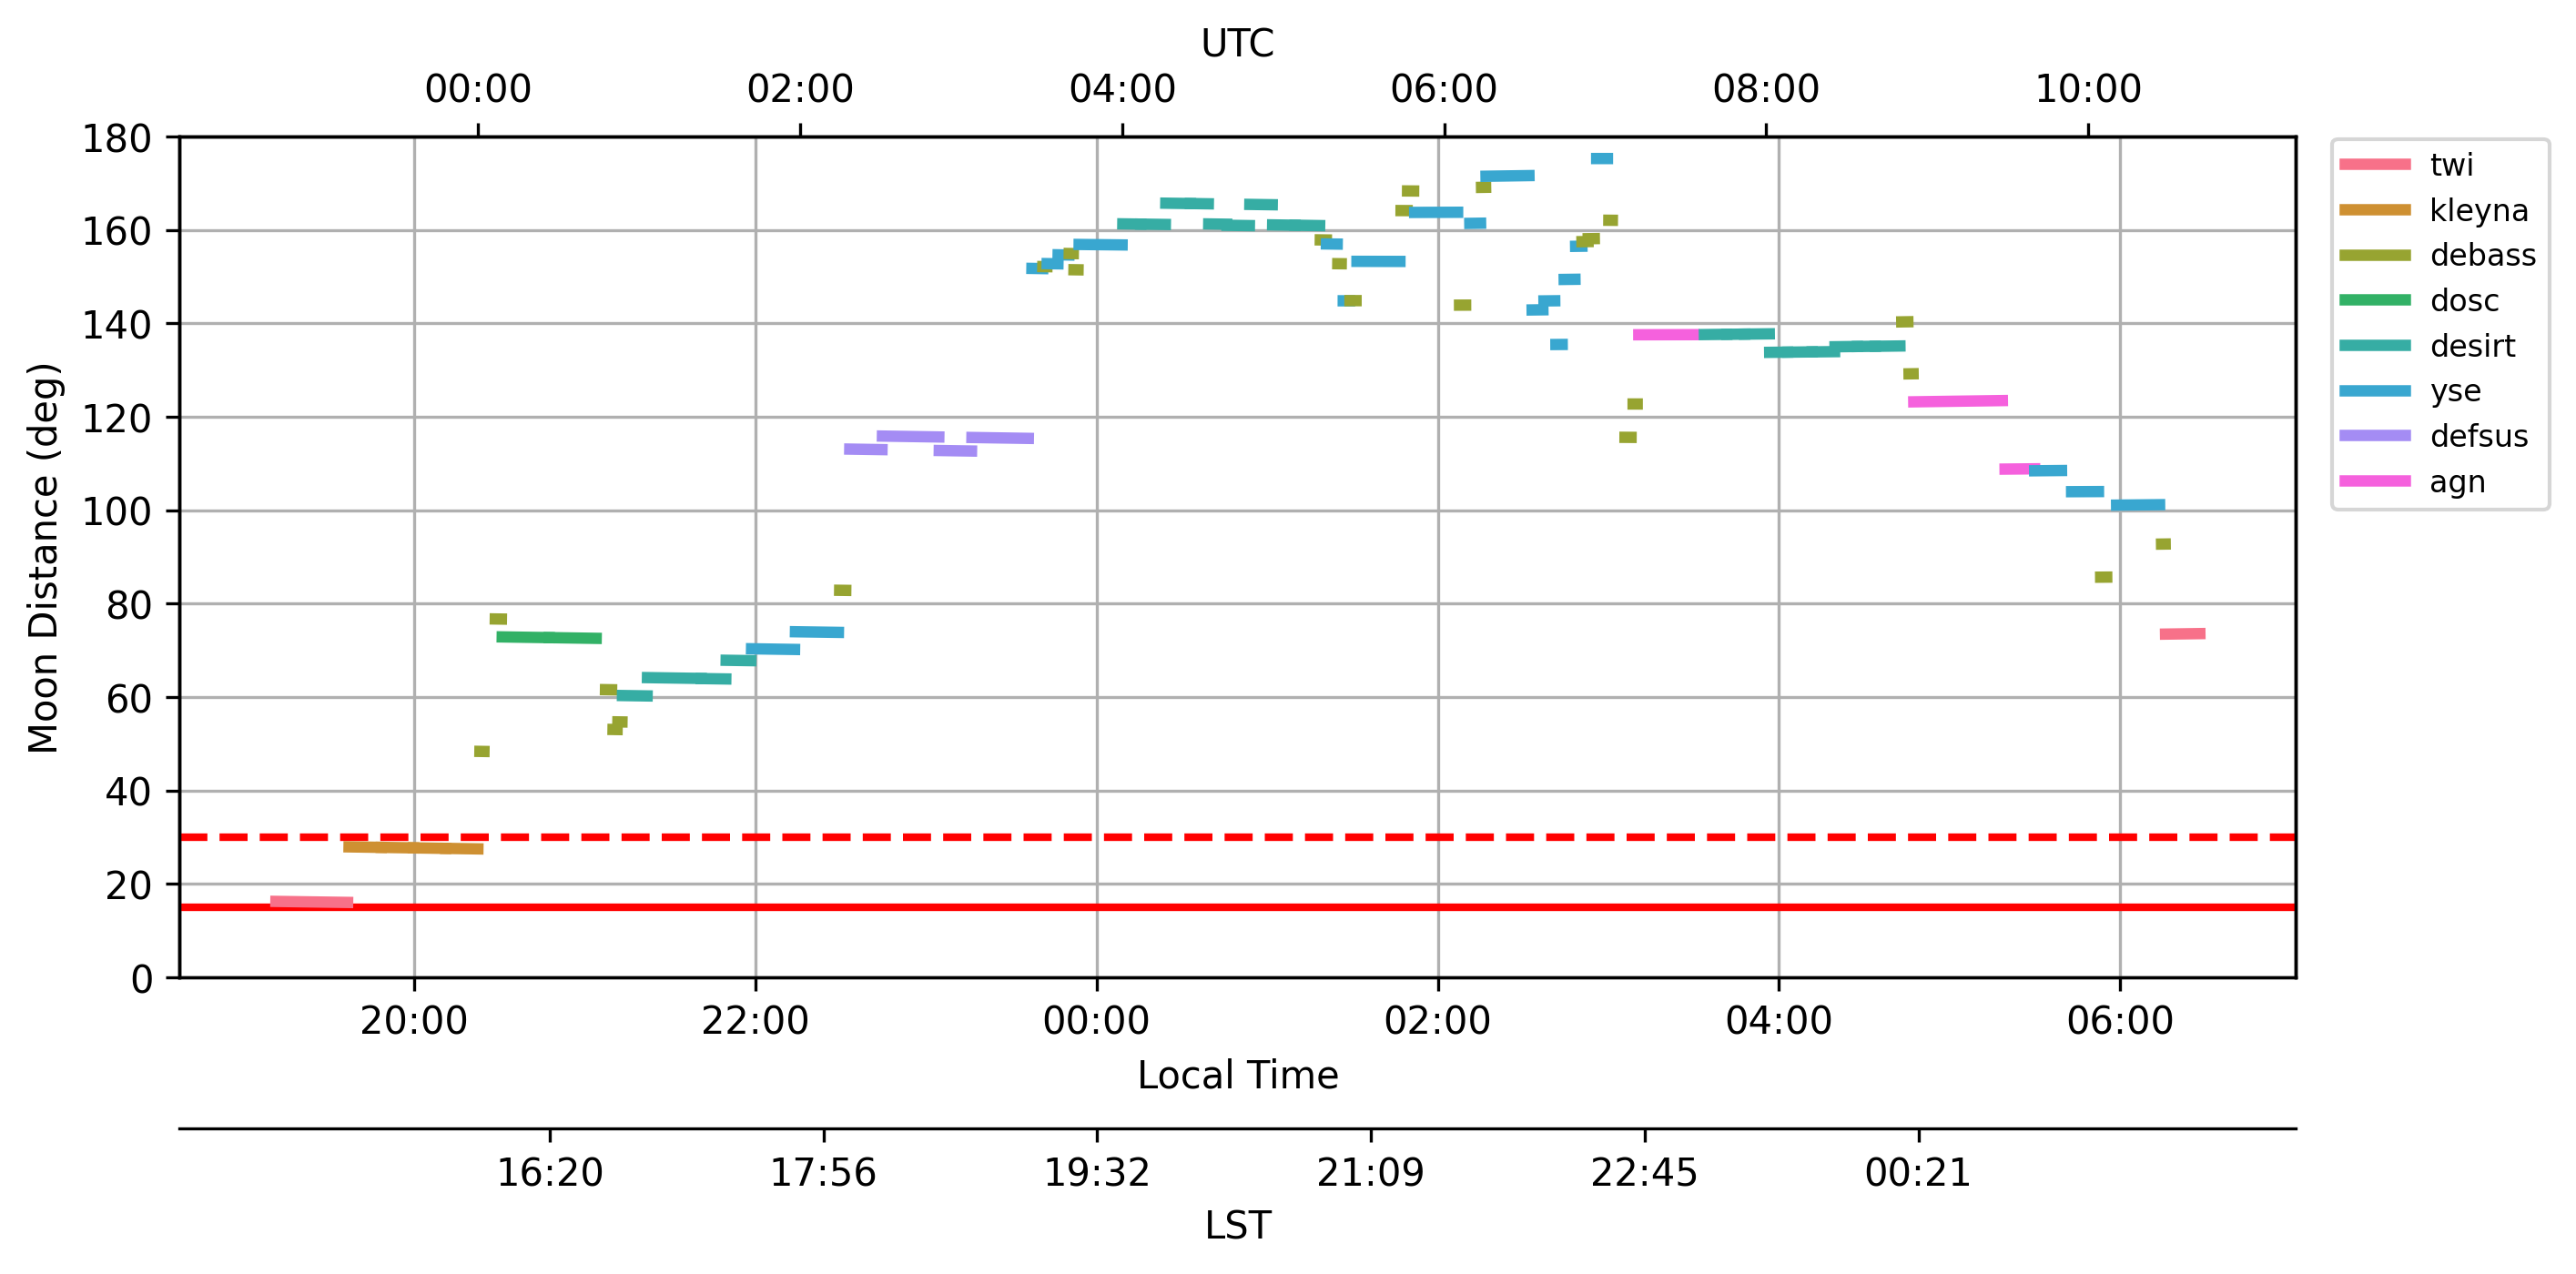 UTC
00:00 02:00 04:00 06:00 08:00 10:00
180
160
140
120
100
80
60
40
20
0
Moon Distance (deg)
twi
kleyna
debass
dosc
desirt
yse
defsus
agn
20:00 22:00 00:00 02:00 04:00 06:00
Local Time
16:20 17:56 19:32 21:09 22:45 00:21
LST